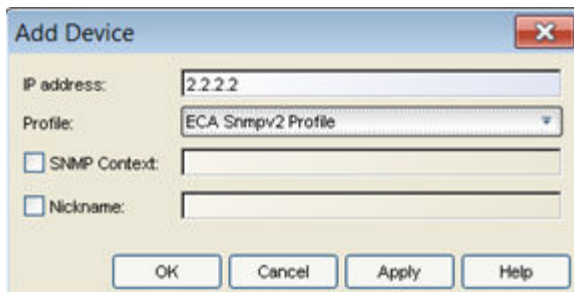 Add Device
IP address: 2.2.2.2
Profile: ECA Snmpv2 Profile
SNMP Context:
Nickname:
OK Cancel Apply Help